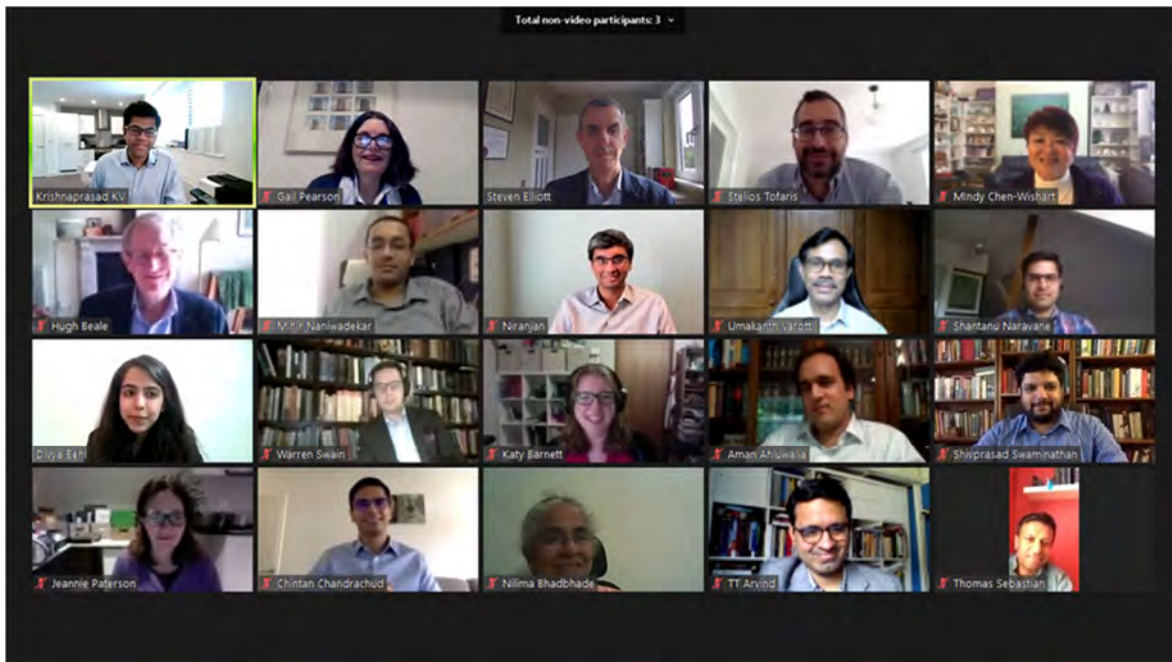 Total non-video participants: 3
Krishnaprasad KV
Gail Pearson
Steven Elliott
Stelios Tofaris
Mindy Chen-Wishart
Hugh Beale
Mihir Naniwadekar
Niranjan
Umakanth Varottil
Shantanu Naravane
Divya Behl
Warren Swain
Katy Barnett
Aman Ahluwalia
Shivprasad Swaminathan
Jeannie Paterson
Chintan Chandrachud
Nilima Bhadbhade
TT Arvind
Thomas Sebastian